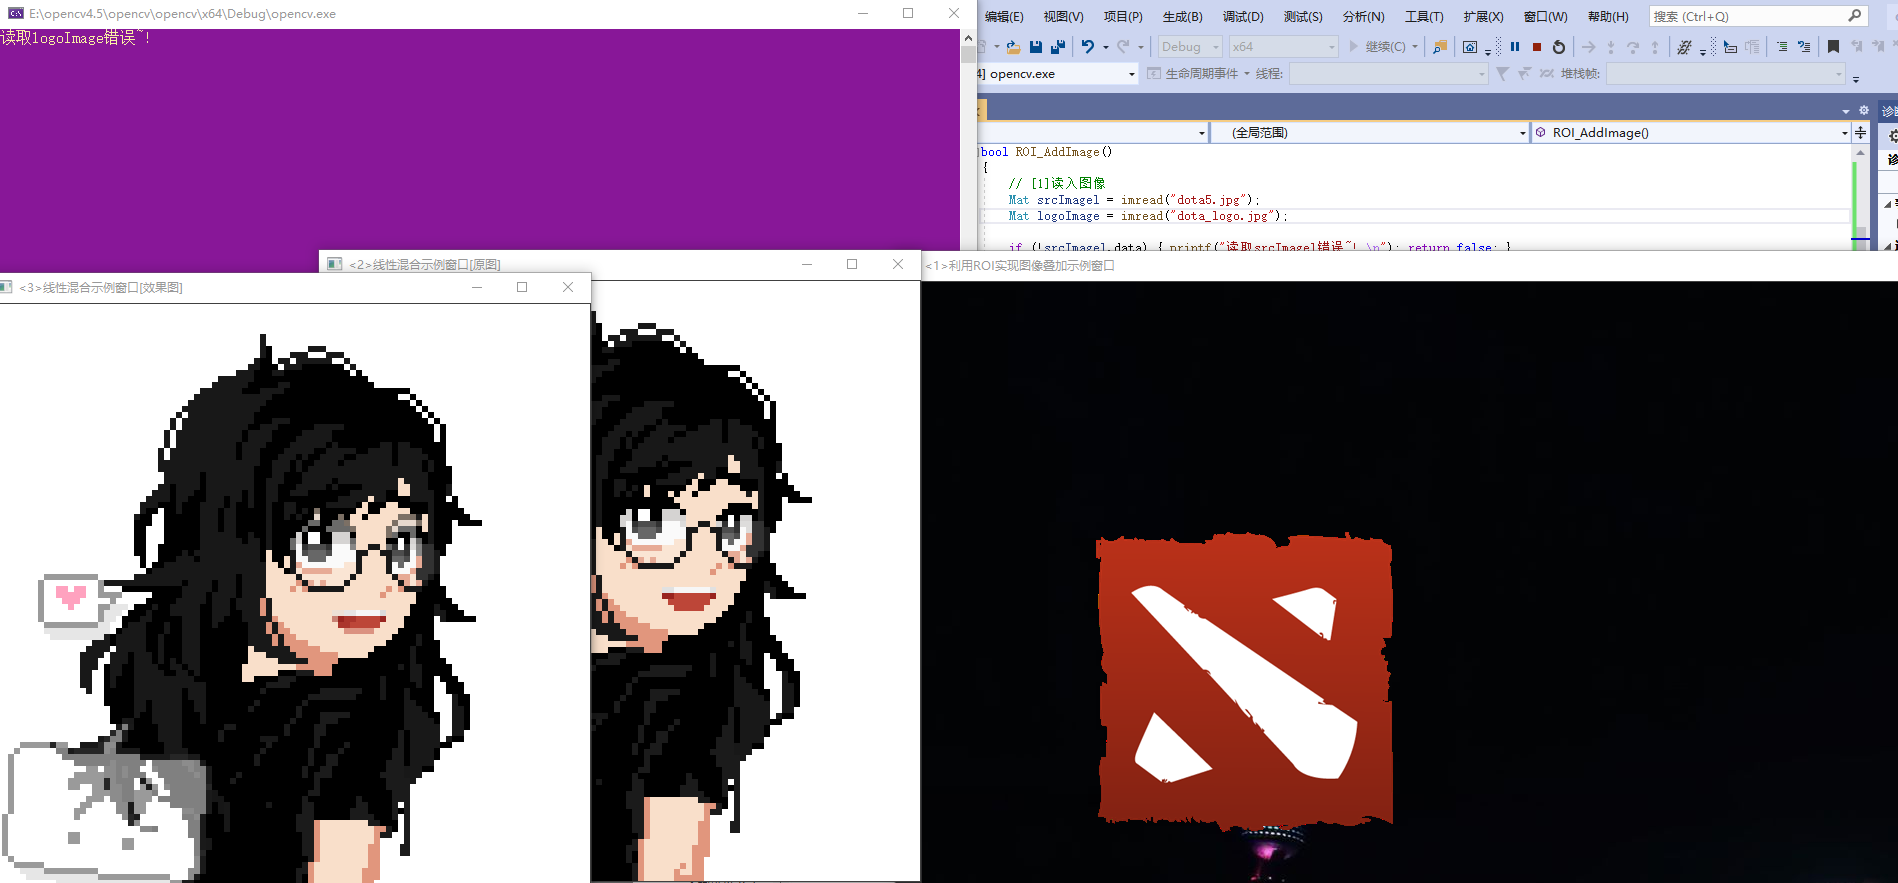 E:\opencv4.5\opencv\opencv\x64\Debug\opencv.exe
读取logoImage错误~!
编辑(E) 视图(V) 项目(P) 生成(B) 调试(D) 测试(S) 分析(N) 工具(T) 扩展(X) 窗口(W) 帮助(H) 搜索 (Ctrl+Q)
Debug x64 继续(C)
4] opencv.exe 生命周期事件 线程: 堆栈帧:
(全局范围) ROI_AddImage()
bool ROI_AddImage()
{
// [1]读入图像
Mat srcImage1 = imread("dota5.jpg");
Mat logoImage = imread("dota_logo.jpg");
if (!srcImage1.data) { printf("读取srcImage1错误~! \n"); return false; }
<2>线性混合示例窗口[原图]
<1>利用ROI实现图像叠加示例窗口
<3>线性混合示例窗口[效果图]